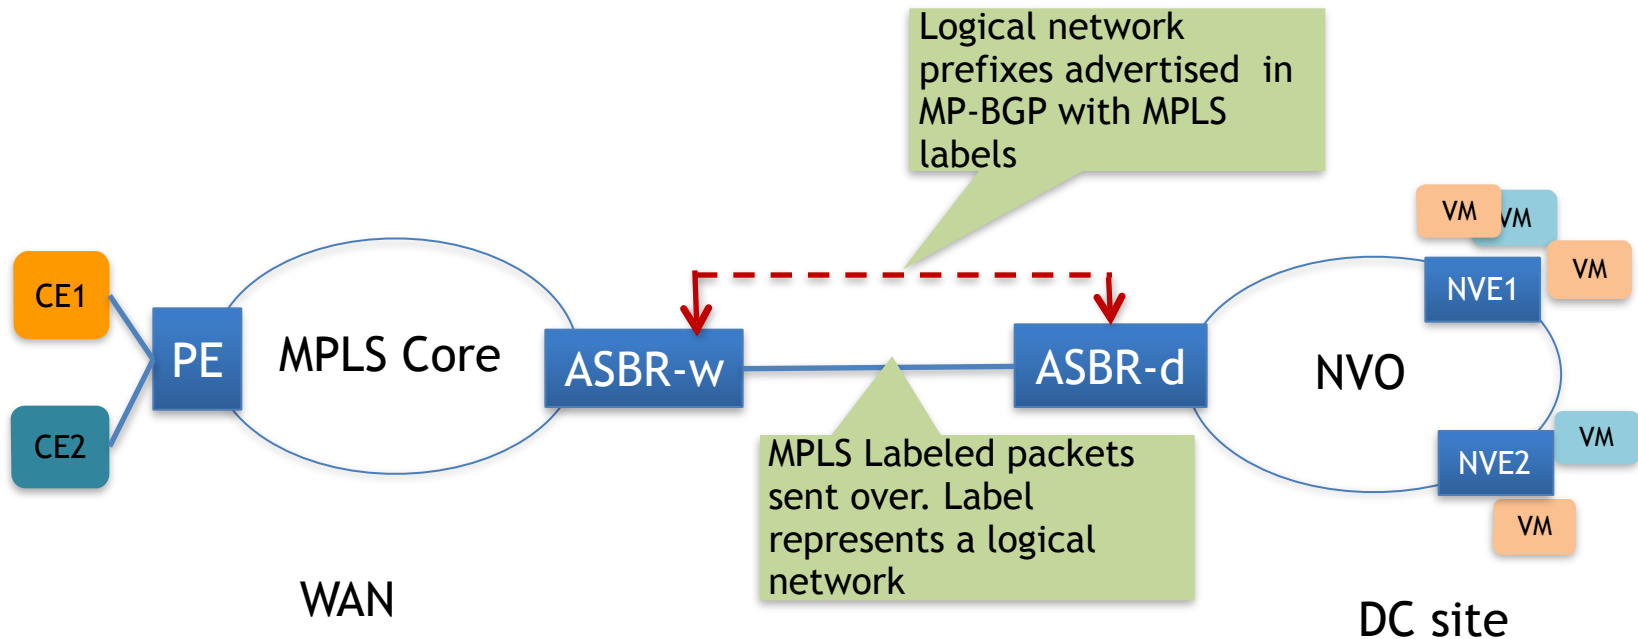 Logical network
prefixes advertised in
MP-BGP with MPLS
labels
VM
VM
VM
CE1
NVE1
PE
MPLS Core
ASBR-w
ASBR-d
NVO
CE2
MPLS Labeled packets
sent over. Label
represents a logical
network
VM
NVE2
VM
WAN
DC site